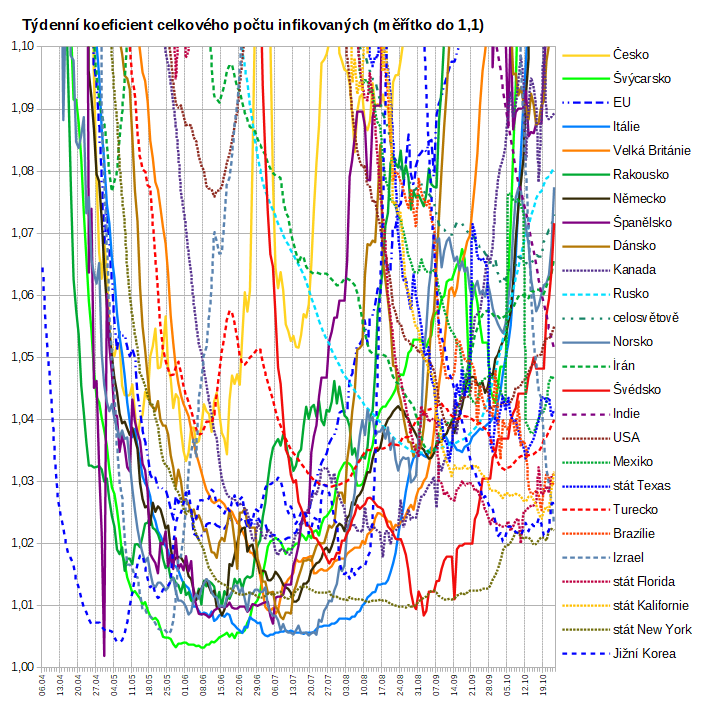 Týdenní koeficient celkového počtu infikovaných (měřítko do 1,1)
1,10
1,09
1,08
1,07
1,06
1,05
1,04
1,03
1,02
1,01
1,00
06.04
13.04
20.04
27.04
04.05
11.05
18.05
25.05
01.06
08.06
15.06
22.06
29.06
06.07
13.07
20.07
27.07
03.08
10.08
17.08
24.08
31.08
07.09
14.09
21.09
28.09
05.10
12.10
19.10
Česko
Švýcarsko
EU
Itálie
Velká Británie
Rakousko
Německo
Španělsko
Dánsko
Kanada
Rusko
celosvětově
Norsko
Írán
Švédsko
Indie
USA
Mexiko
stát Texas
Turecko
Brazílie
Izrael
stát Florida
stát Kalifornie
stát New York
Jižní Korea